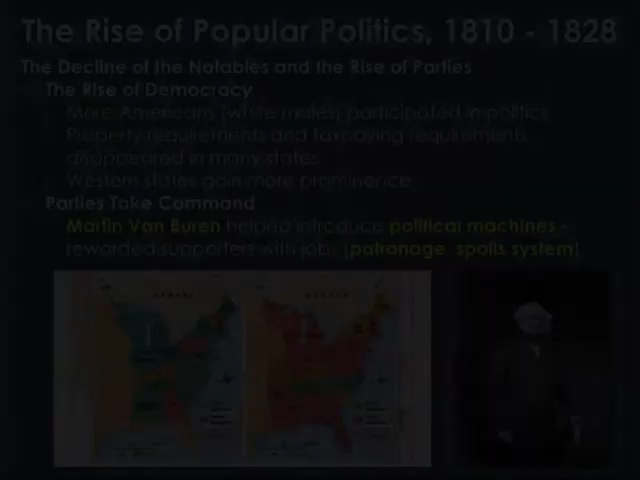 The Rise of Popular Politics, 1810 - 1828
The Decline of the Notables and the Rise of Parties
The Rise of Democracy
More Americans (white males) participated in politics
Property requirements and taxpaying requirements
disappeared in many states
Western states gain more prominence
Parties Take Command
Martin Van Buren helped introduce political machines -
rewarded supporters with jobs (patronage, spoils system)